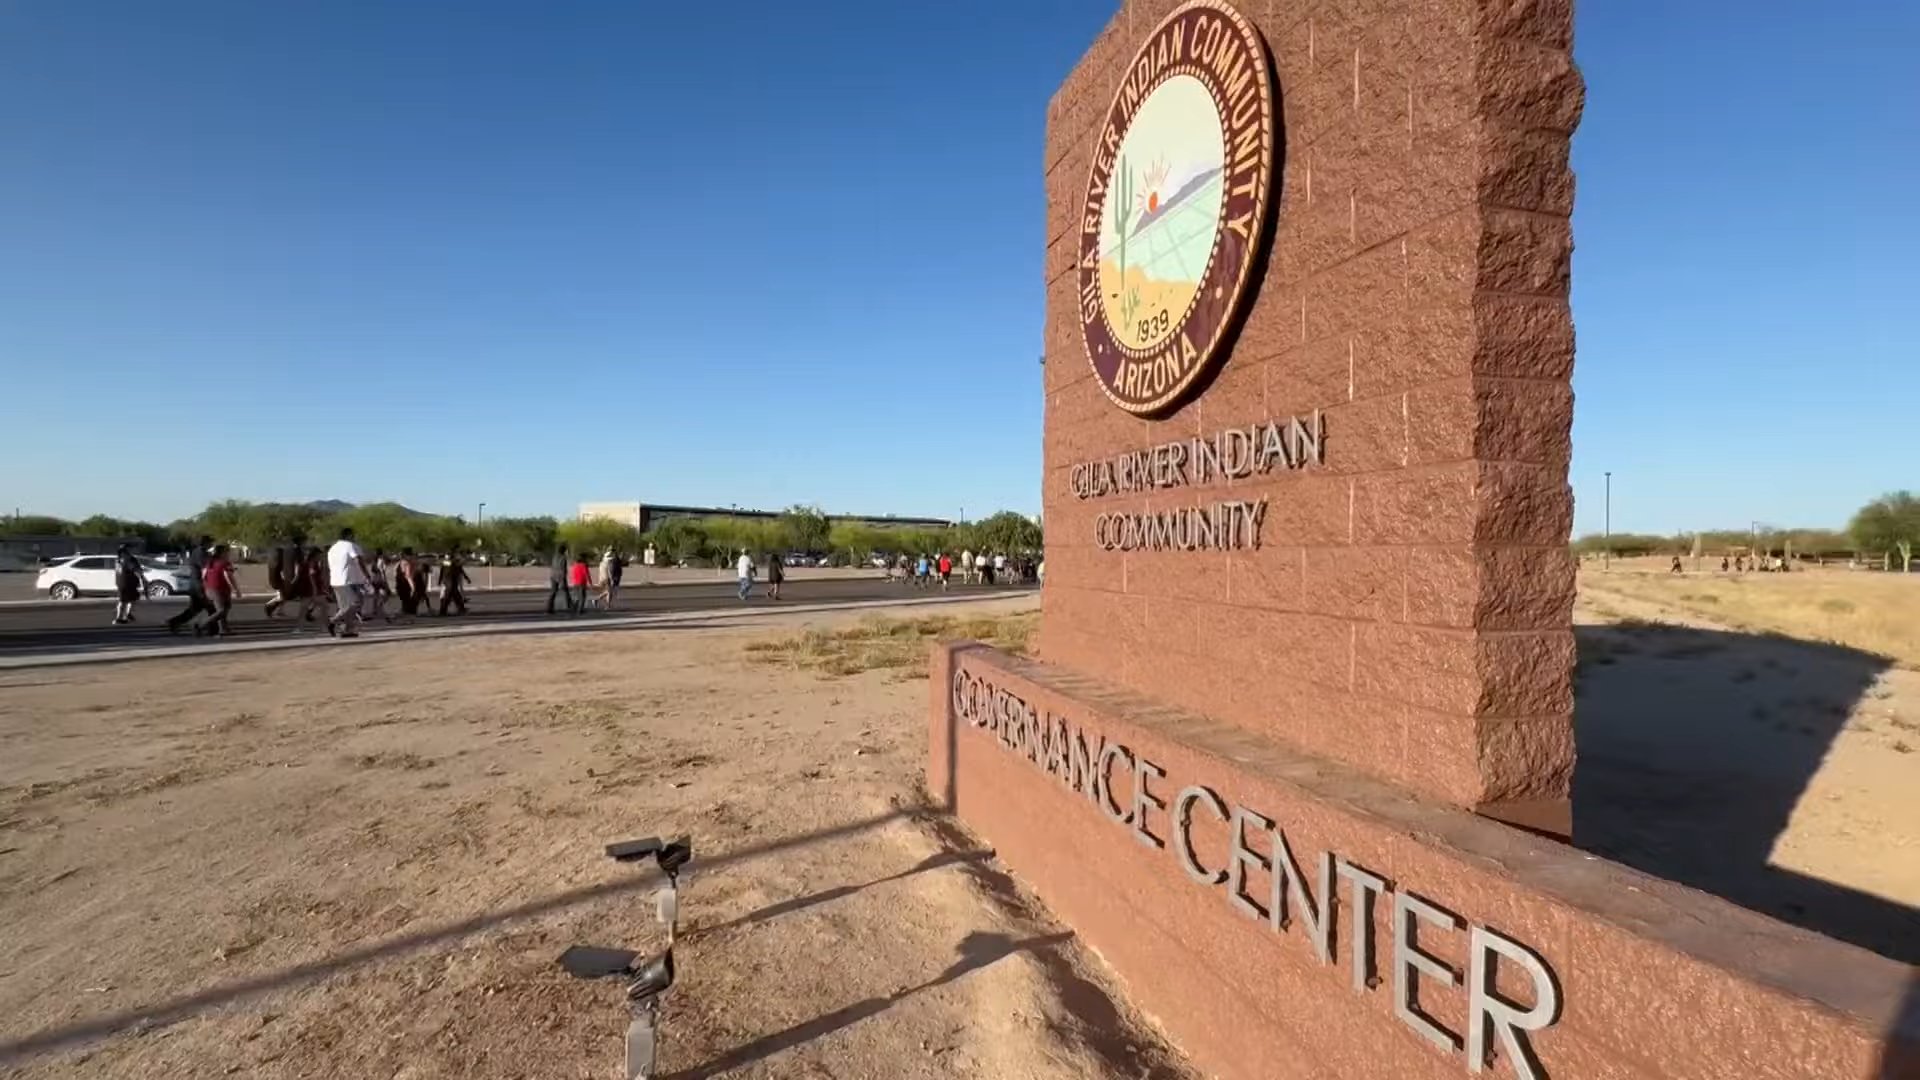 GILA RIVER INDIAN COMMUNITY
1939
ARIZONA
GILA RIVER INDIAN
COMMUNITY
GOVERNANCE CENTER